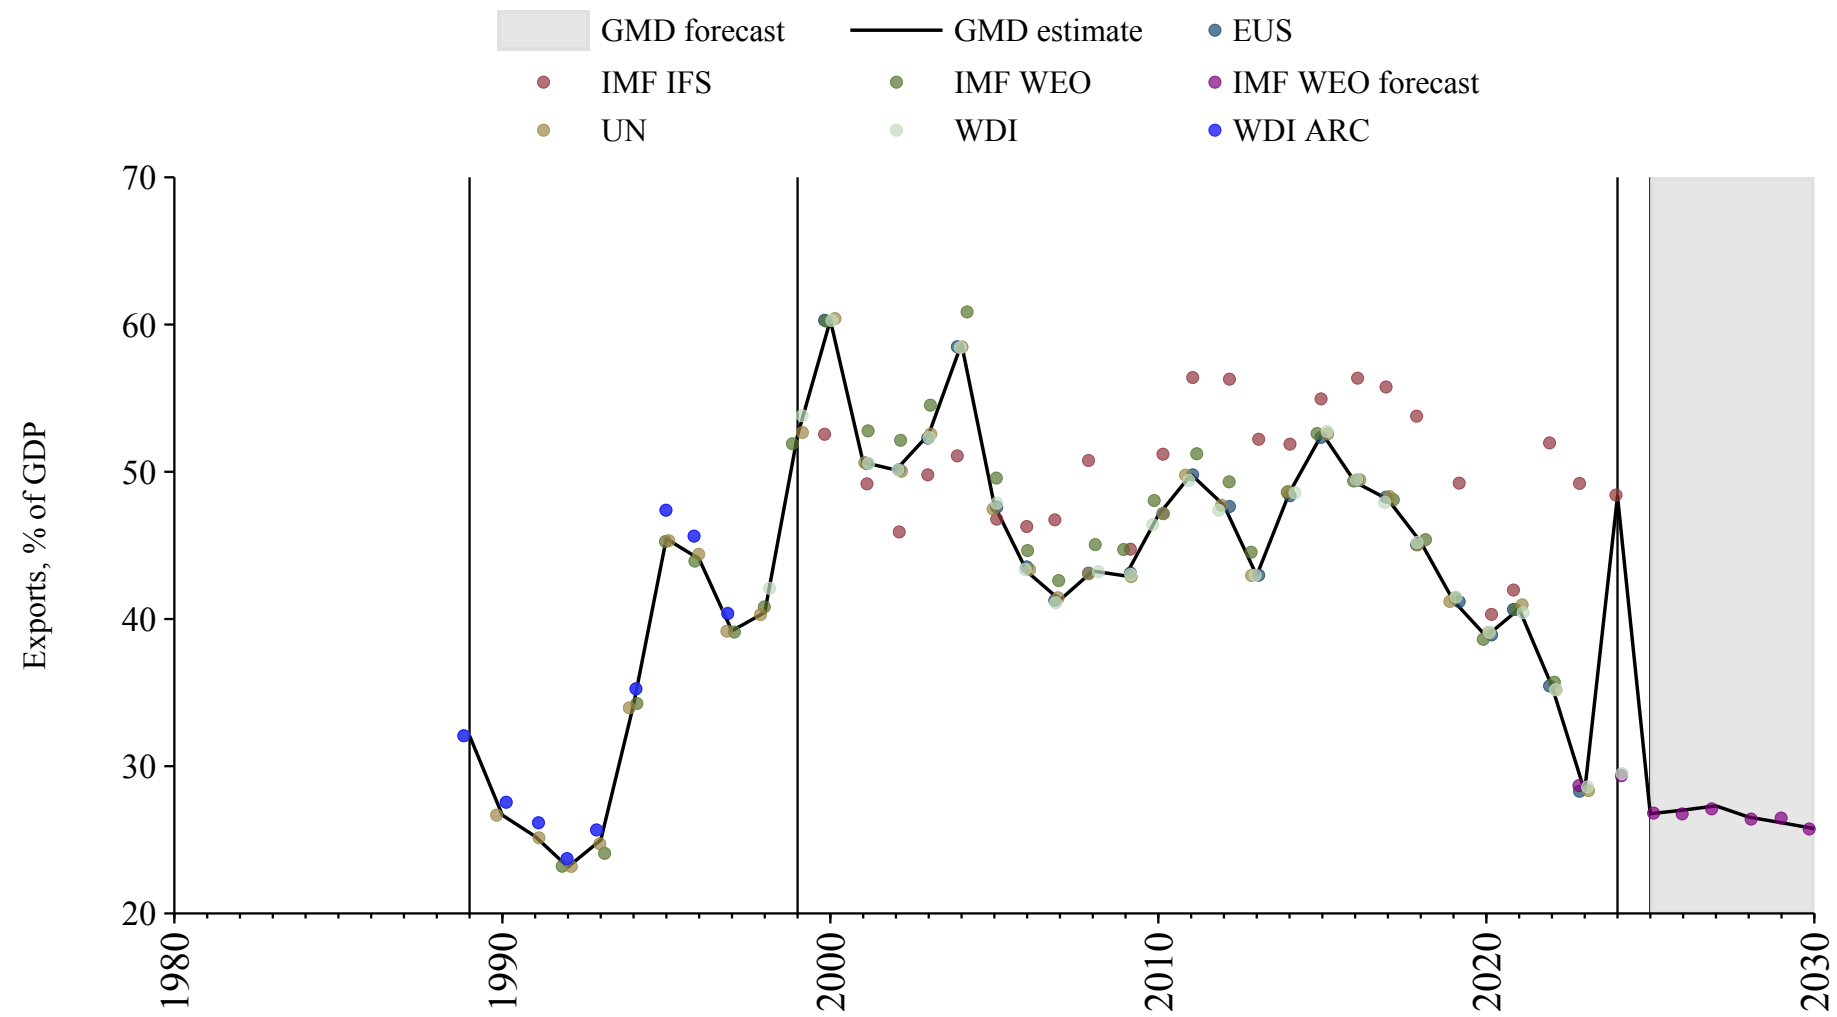 GMD forecast GMD estimate EUS
IMF IFS IMF WEO IMF WEO forecast
UN WDI WDI ARC
70
60
50
40
30
20
Exports, % of GDP
1980 1990 2000 2010 2020 2030